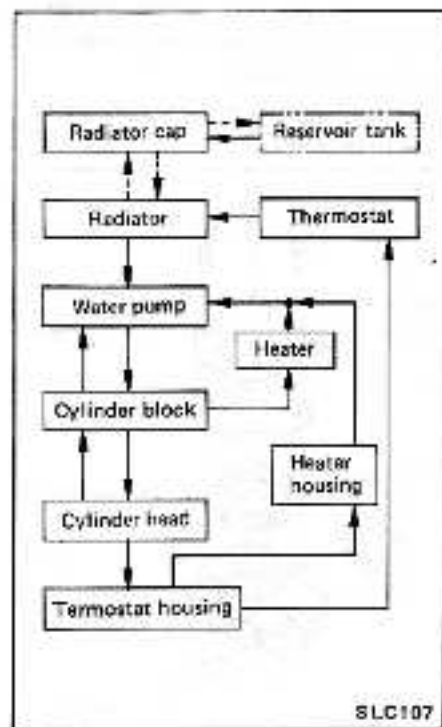 Radiator cap
Reservoir tank
Radiator
Thermostat
Water pump
Heater
Cylinder block
Heater
housing
Cylinder head
Termostat housing
SLC107